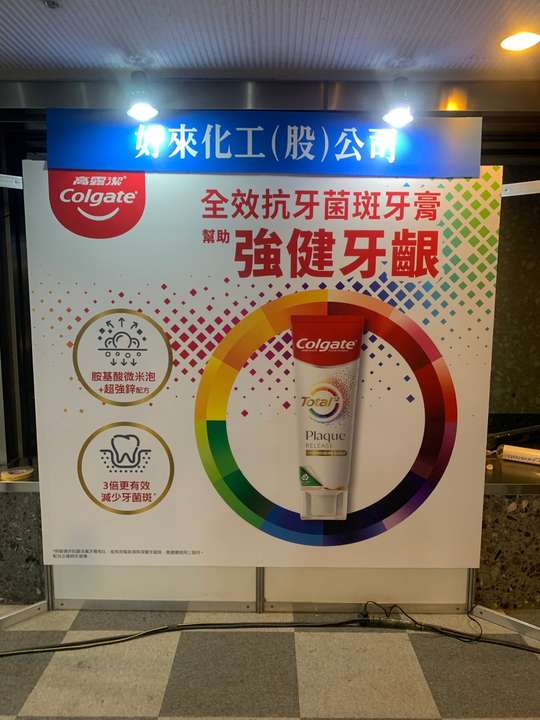 好來化工(股)公司
高露潔®
Colgate®
全效抗牙菌斑牙膏
幫助 強健牙齦
胺基酸微米泡
+超強鋅配方
3倍更有效
減少牙菌斑*
Colgate
Total
Plaque
RELEASE